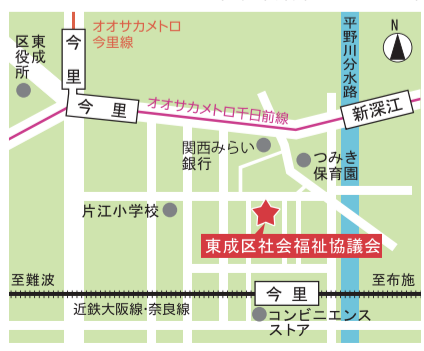 オオサカメトロ
今里線
東成
区役所
今里
今里
オオサカメトロ千日前線
平野川分水路
N
新深江
関西みらい
銀行
つみき
保育園
片江小学校
東成区社会福祉協議会
至難波
至布施
今里
近鉄大阪線・奈良線
コンビニエンス
ストア